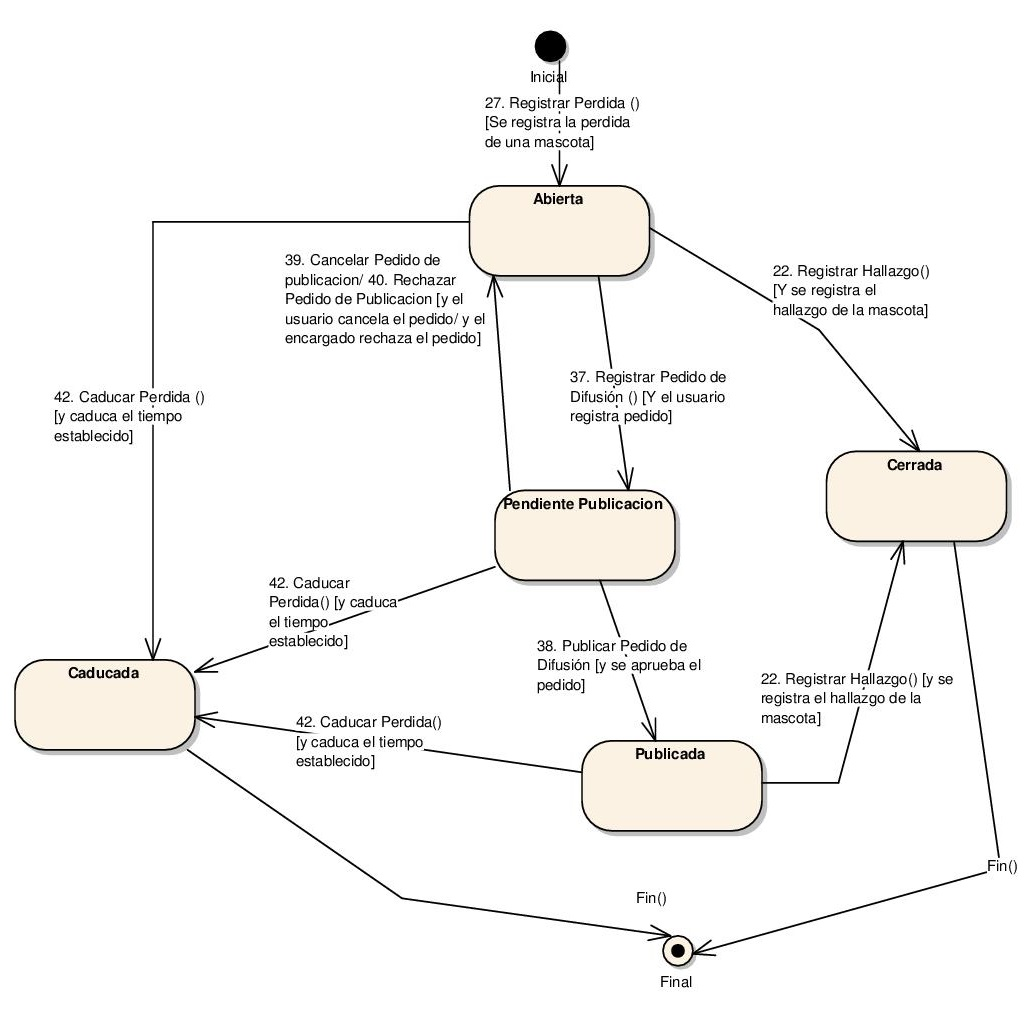 Inicial
27. Registrar Perdida ()
[Se registra la perdida
de una mascota]
Abierta
39. Cancelar Pedido de
publicacion/ 40. Rechazar
Pedido de Publicacion [y el
usuario cancela el pedido/ y el
encargado rechaza el pedido]
22. Registrar Hallazgo()
[Y se registra el
hallazgo de la mascota]
37. Registrar Pedido de
Difusión () [Y el usuario
registra pedido]
42. Caducar Perdida ()
[y caduca el tiempo
establecido]
Cerrada
Pendiente Publicacion
42. Caducar
Perdida() [y caduca
el tiempo
establecido]
38. Publicar Pedido de
Difusión [y se aprueba el
pedido]
Caducada
22. Registrar Hallazgo() [y se
registra el hallazgo de la
mascota]
42. Caducar Perdida()
[y caduca el tiempo
establecido]
Publicada
Fin()
Fin()
Final